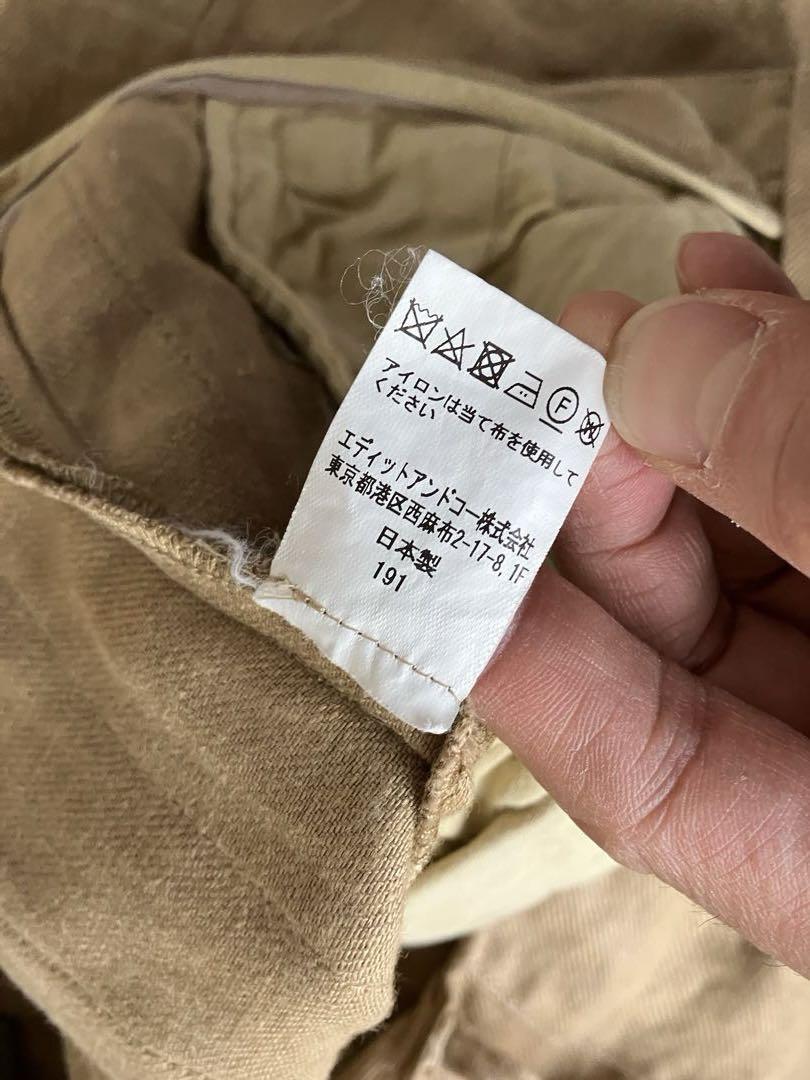 F
W
アイロンは当て布を使用して
ください
エディットアンドコー株式会社
東京都港区西麻布2-17-8, 1F
日本製
191